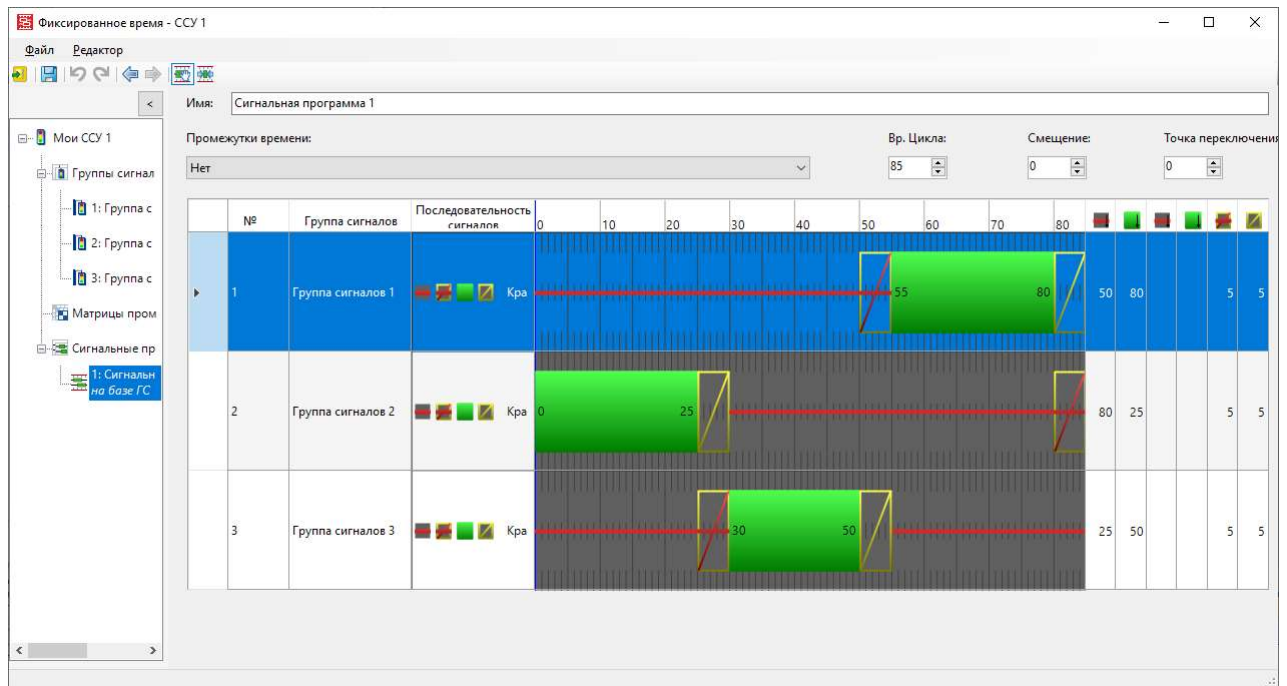 Фиксированное время - ССУ 1
Файл Редактор
< Имя: Сигнальная программа 1
Мои ССУ 1
Группы сигнал
1: Группа с
2: Группа с
3: Группа с
Матрицы пром
Сигнальные пр
1: Сигнальн
на базе ГС
Промежутки времени: Вр. Цикла: Смещение: Точка переключения
Нет 85 0 0
№ Группа сигналов Последовательность сигналов 0 10 20 30 40 50 60 70 80
1 Группа сигналов 1 Кра 55 80 50 80 5 5
2 Группа сигналов 2 Кра 0 25 80 25 5 5
3 Группа сигналов 3 Кра 30 50 25 50 5 5